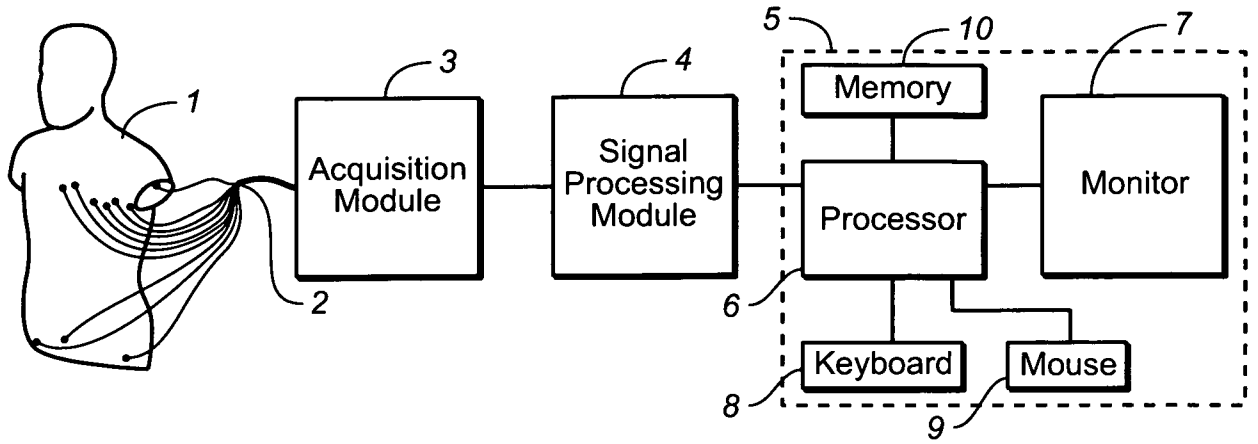 1
2
3
Acquisition
Module
4
Signal
Processing
Module
5
10
Memory
6
Processor
7
Monitor
8
Keyboard
9
Mouse